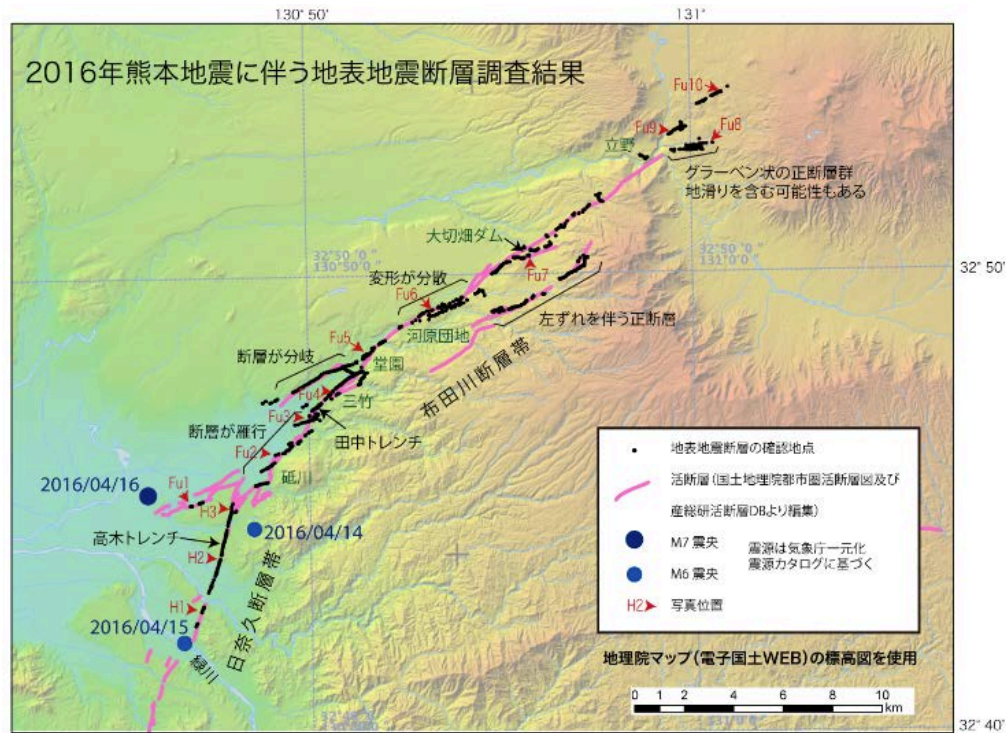 130° 50'
131°
2016年熊本地震に伴う地表地震断層調査結果
Fu10
Fu9
Fu8
立野
グラーベン状の正断層群
地滑りを含む可能性もある
大切畑ダム
32°50'0.0"
130°50'0.0"
32°50'0.0"
131°0'0.0"
32° 50'
変形が分散
Fu7
Fu6
左ずれを伴う正断層
河原団地
Fu5
断層が分岐
堂園
布田川断層帯
Fu4
三竹
Fu3
断層が雁行
田中トレンチ
Fu2
砥川
2016/04/16
Fu1
H3
2016/04/14
高木トレンチ
H2
日奈久断層帯
H1
2016/04/15
緑川
地表地震断層の確認地点
活断層(国土地理院都市圏活断層図及び
産総研活断層DBより編集)
M7 震央
震源は気象庁一元化
震源カタログに基づく
M6 震央
H2
写真位置
地理院マップ(電子国土WEB)の標高図を使用
0 1 2 4 6 8 10
km
32° 40'